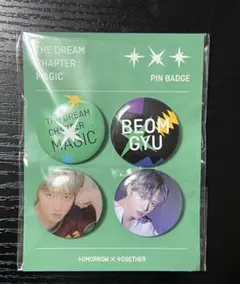 THE DREAM
CHAPTER:
MAGIC
PIN BADGE
THE DREAM
CHAPTER
MAGIC
BEOM
GYU
TOMORROW X TOGETHER